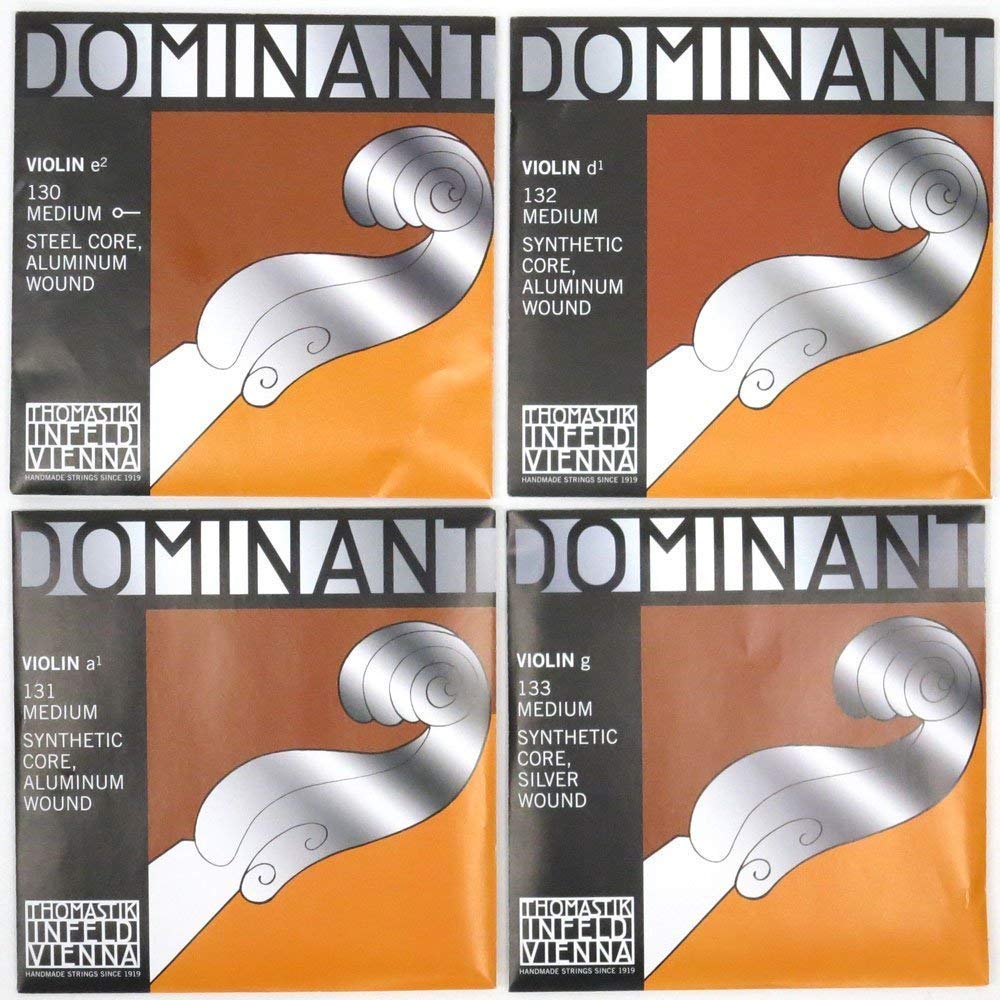 DOMINANT
VIOLIN e²
130
MEDIUM
STEEL CORE,
ALUMINUM
WOUND
THOMASTIK
INFELD
VIENNA
HANDMADE STRINGS SINCE 1919
DOMINANT
VIOLIN d¹
132
MEDIUM
SYNTHETIC
CORE,
ALUMINUM
WOUND
THOMASTIK
INFELD
VIENNA
HANDMADE STRINGS SINCE 1919
DOMINANT
VIOLIN a¹
131
MEDIUM
SYNTHETIC
CORE,
ALUMINUM
WOUND
THOMASTIK
INFELD
VIENNA
HANDMADE STRINGS SINCE 1919
DOMINANT
VIOLIN g
133
MEDIUM
SYNTHETIC
CORE,
SILVER
WOUND
THOMASTIK
INFELD
VIENNA
HANDMADE STRINGS SINCE 1919